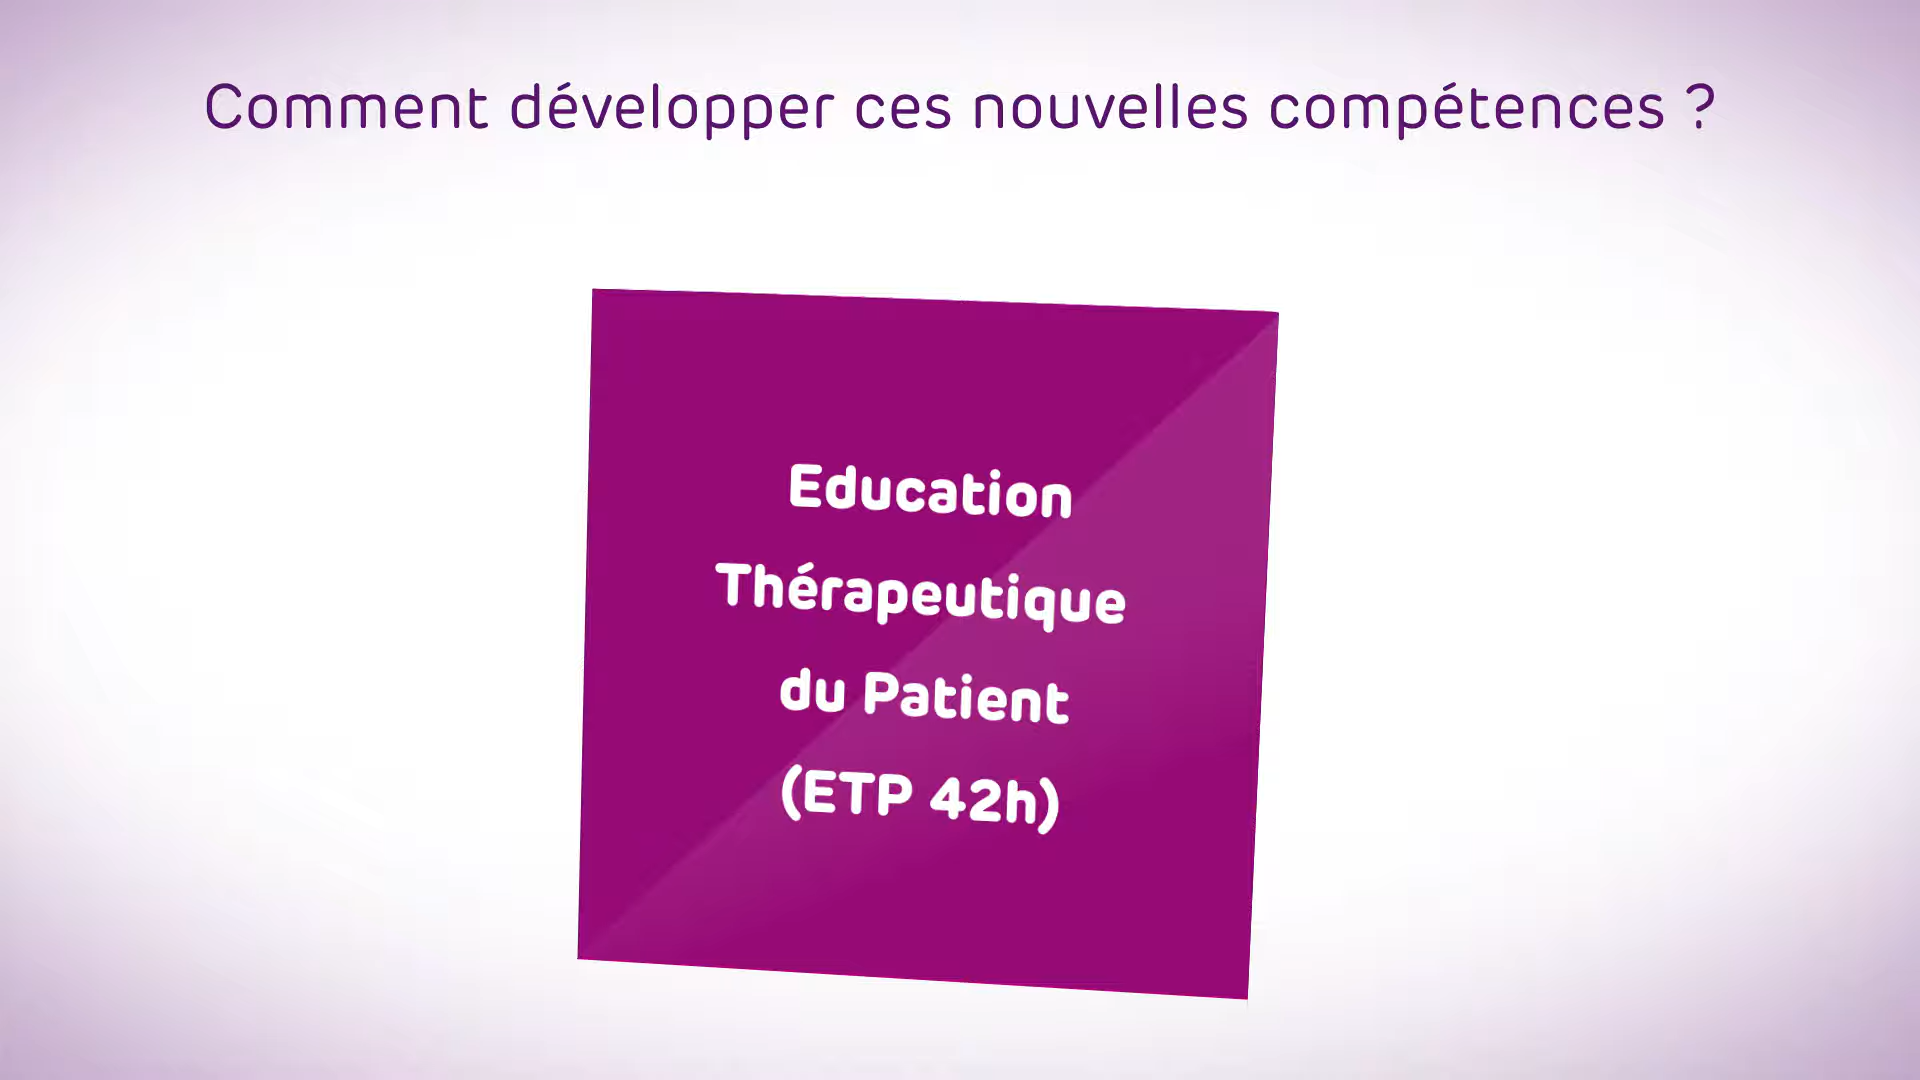 Comment développer ces nouvelles compétences ?
Education
Thérapeutique
du Patient
(ETP 42h)